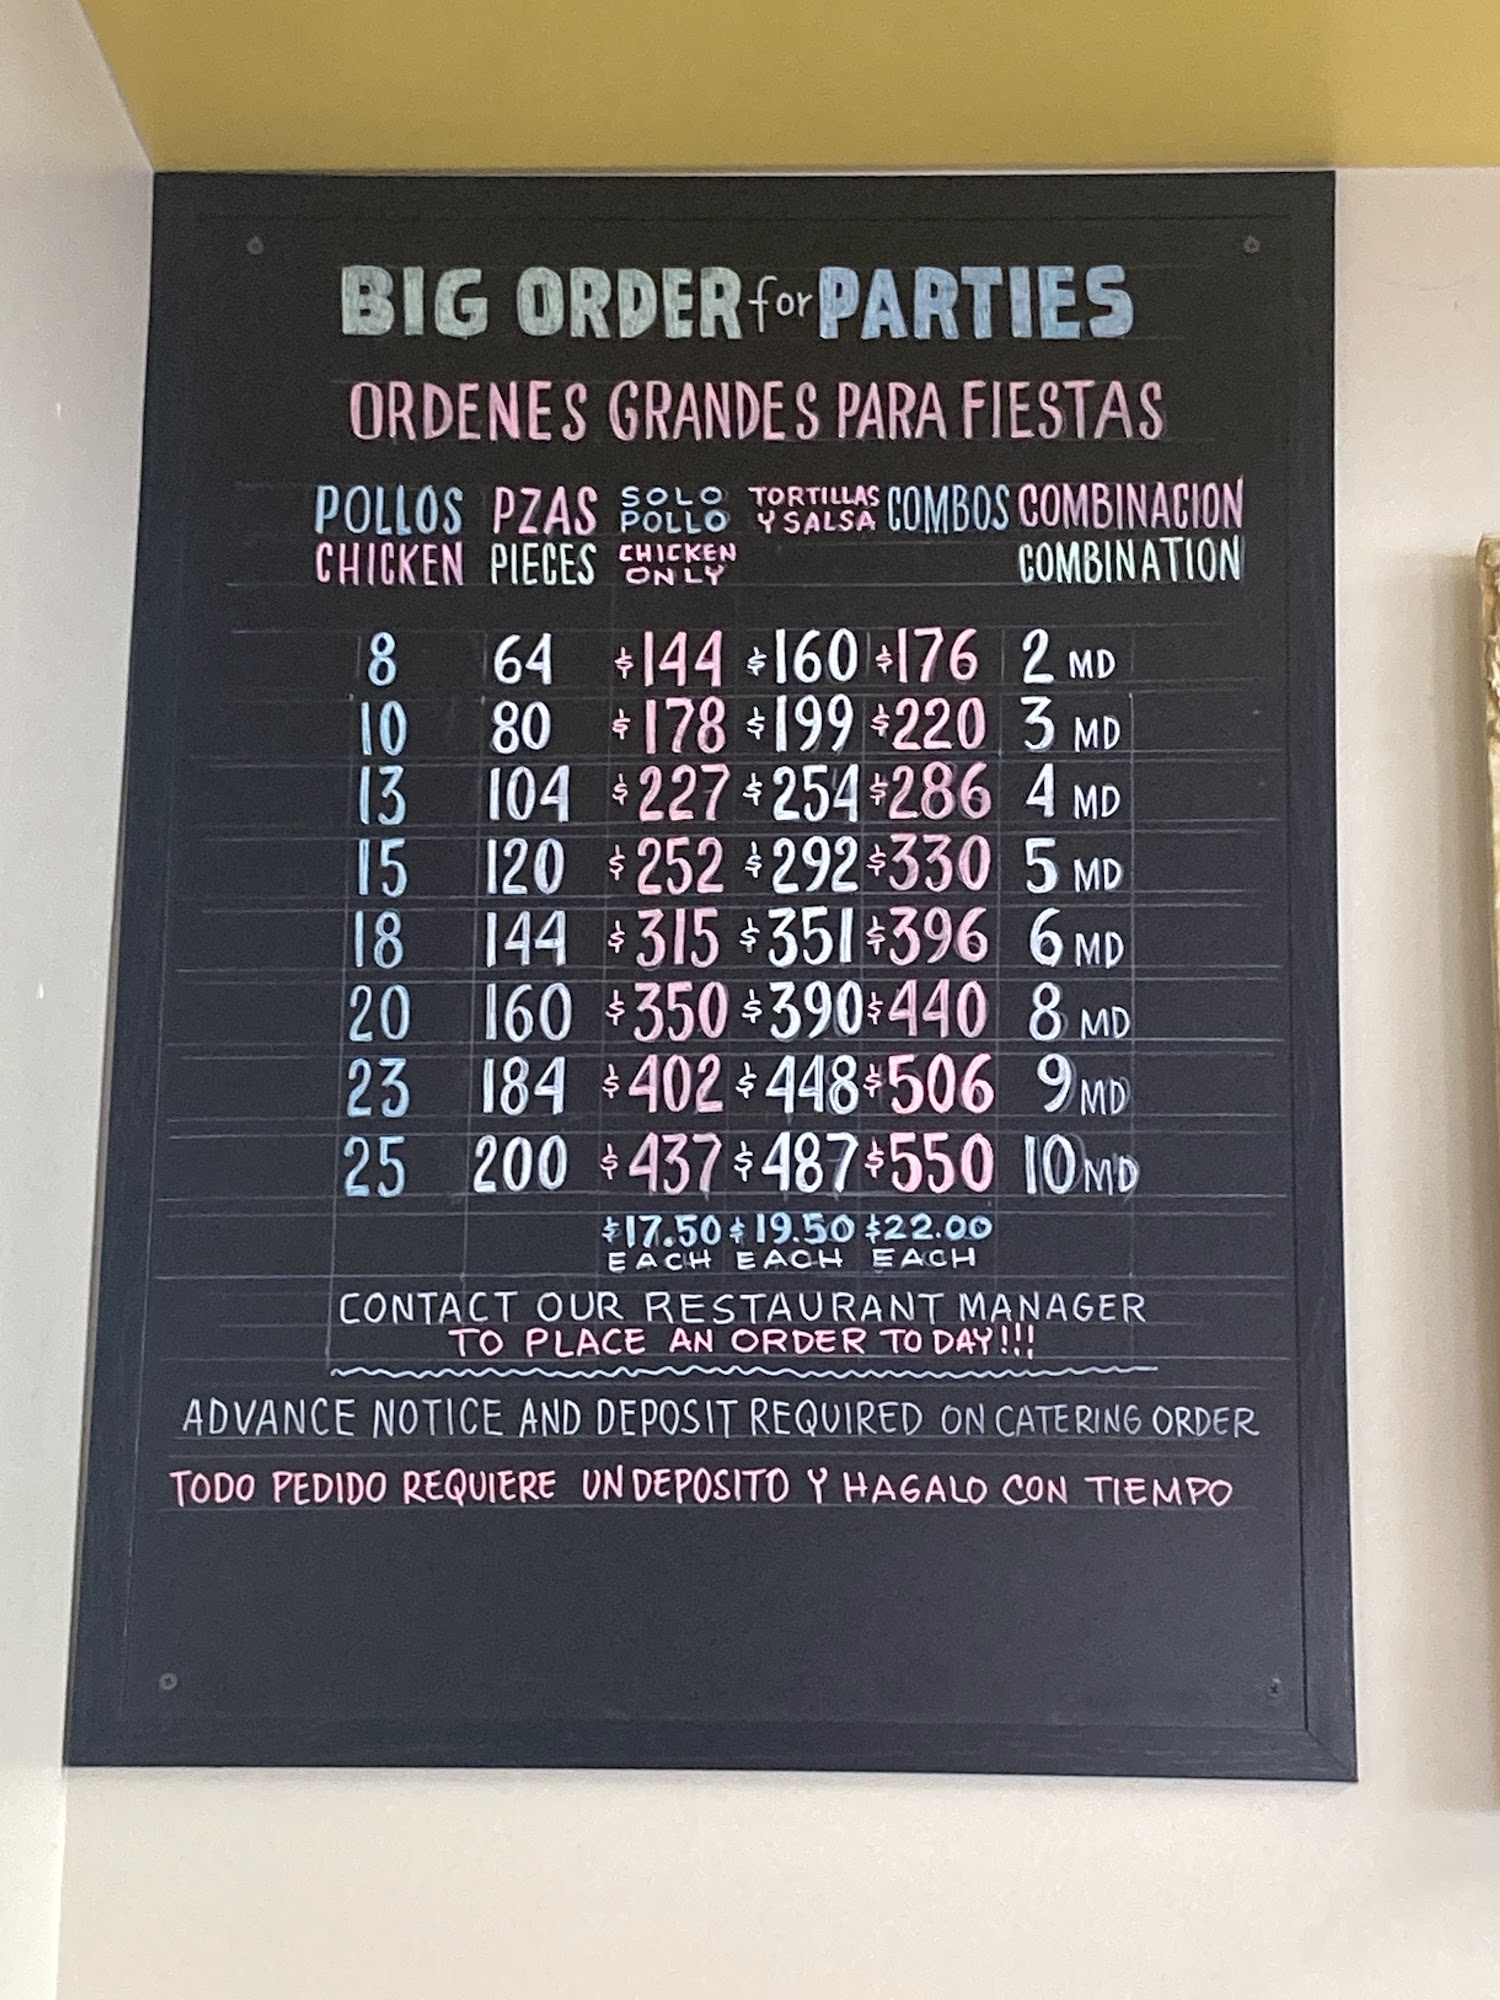 BIG ORDER for PARTIES
ORDENES GRANDES PARA FIESTAS
POLLOS PZAS SOLO POLLO TORTILLAS Y SALSA COMBOS COMBINACION
CHICKEN PIECES CHICKEN ONLY COMBINATION
8 64 $144 $160 $176 2 MD
10 80 $178 $199 $220 3 MD
13 104 $227 $254 $286 4 MD
15 120 $252 $292 $330 5 MD
18 144 $315 $351 $396 6 MD
20 160 $350 $390 $440 8 MD
23 184 $402 $448 $506 9 MD
25 200 $437 $487 $550 10 MD
$17.50 $19.50 $22.00
EACH EACH EACH
CONTACT OUR RESTAURANT MANAGER
TO PLACE AN ORDER TODAY!!!
ADVANCE NOTICE AND DEPOSIT REQUIRED ON CATERING ORDER
TODO PEDIDO REQUIERE UN DEPOSITO Y HAGALO CON TIEMPO